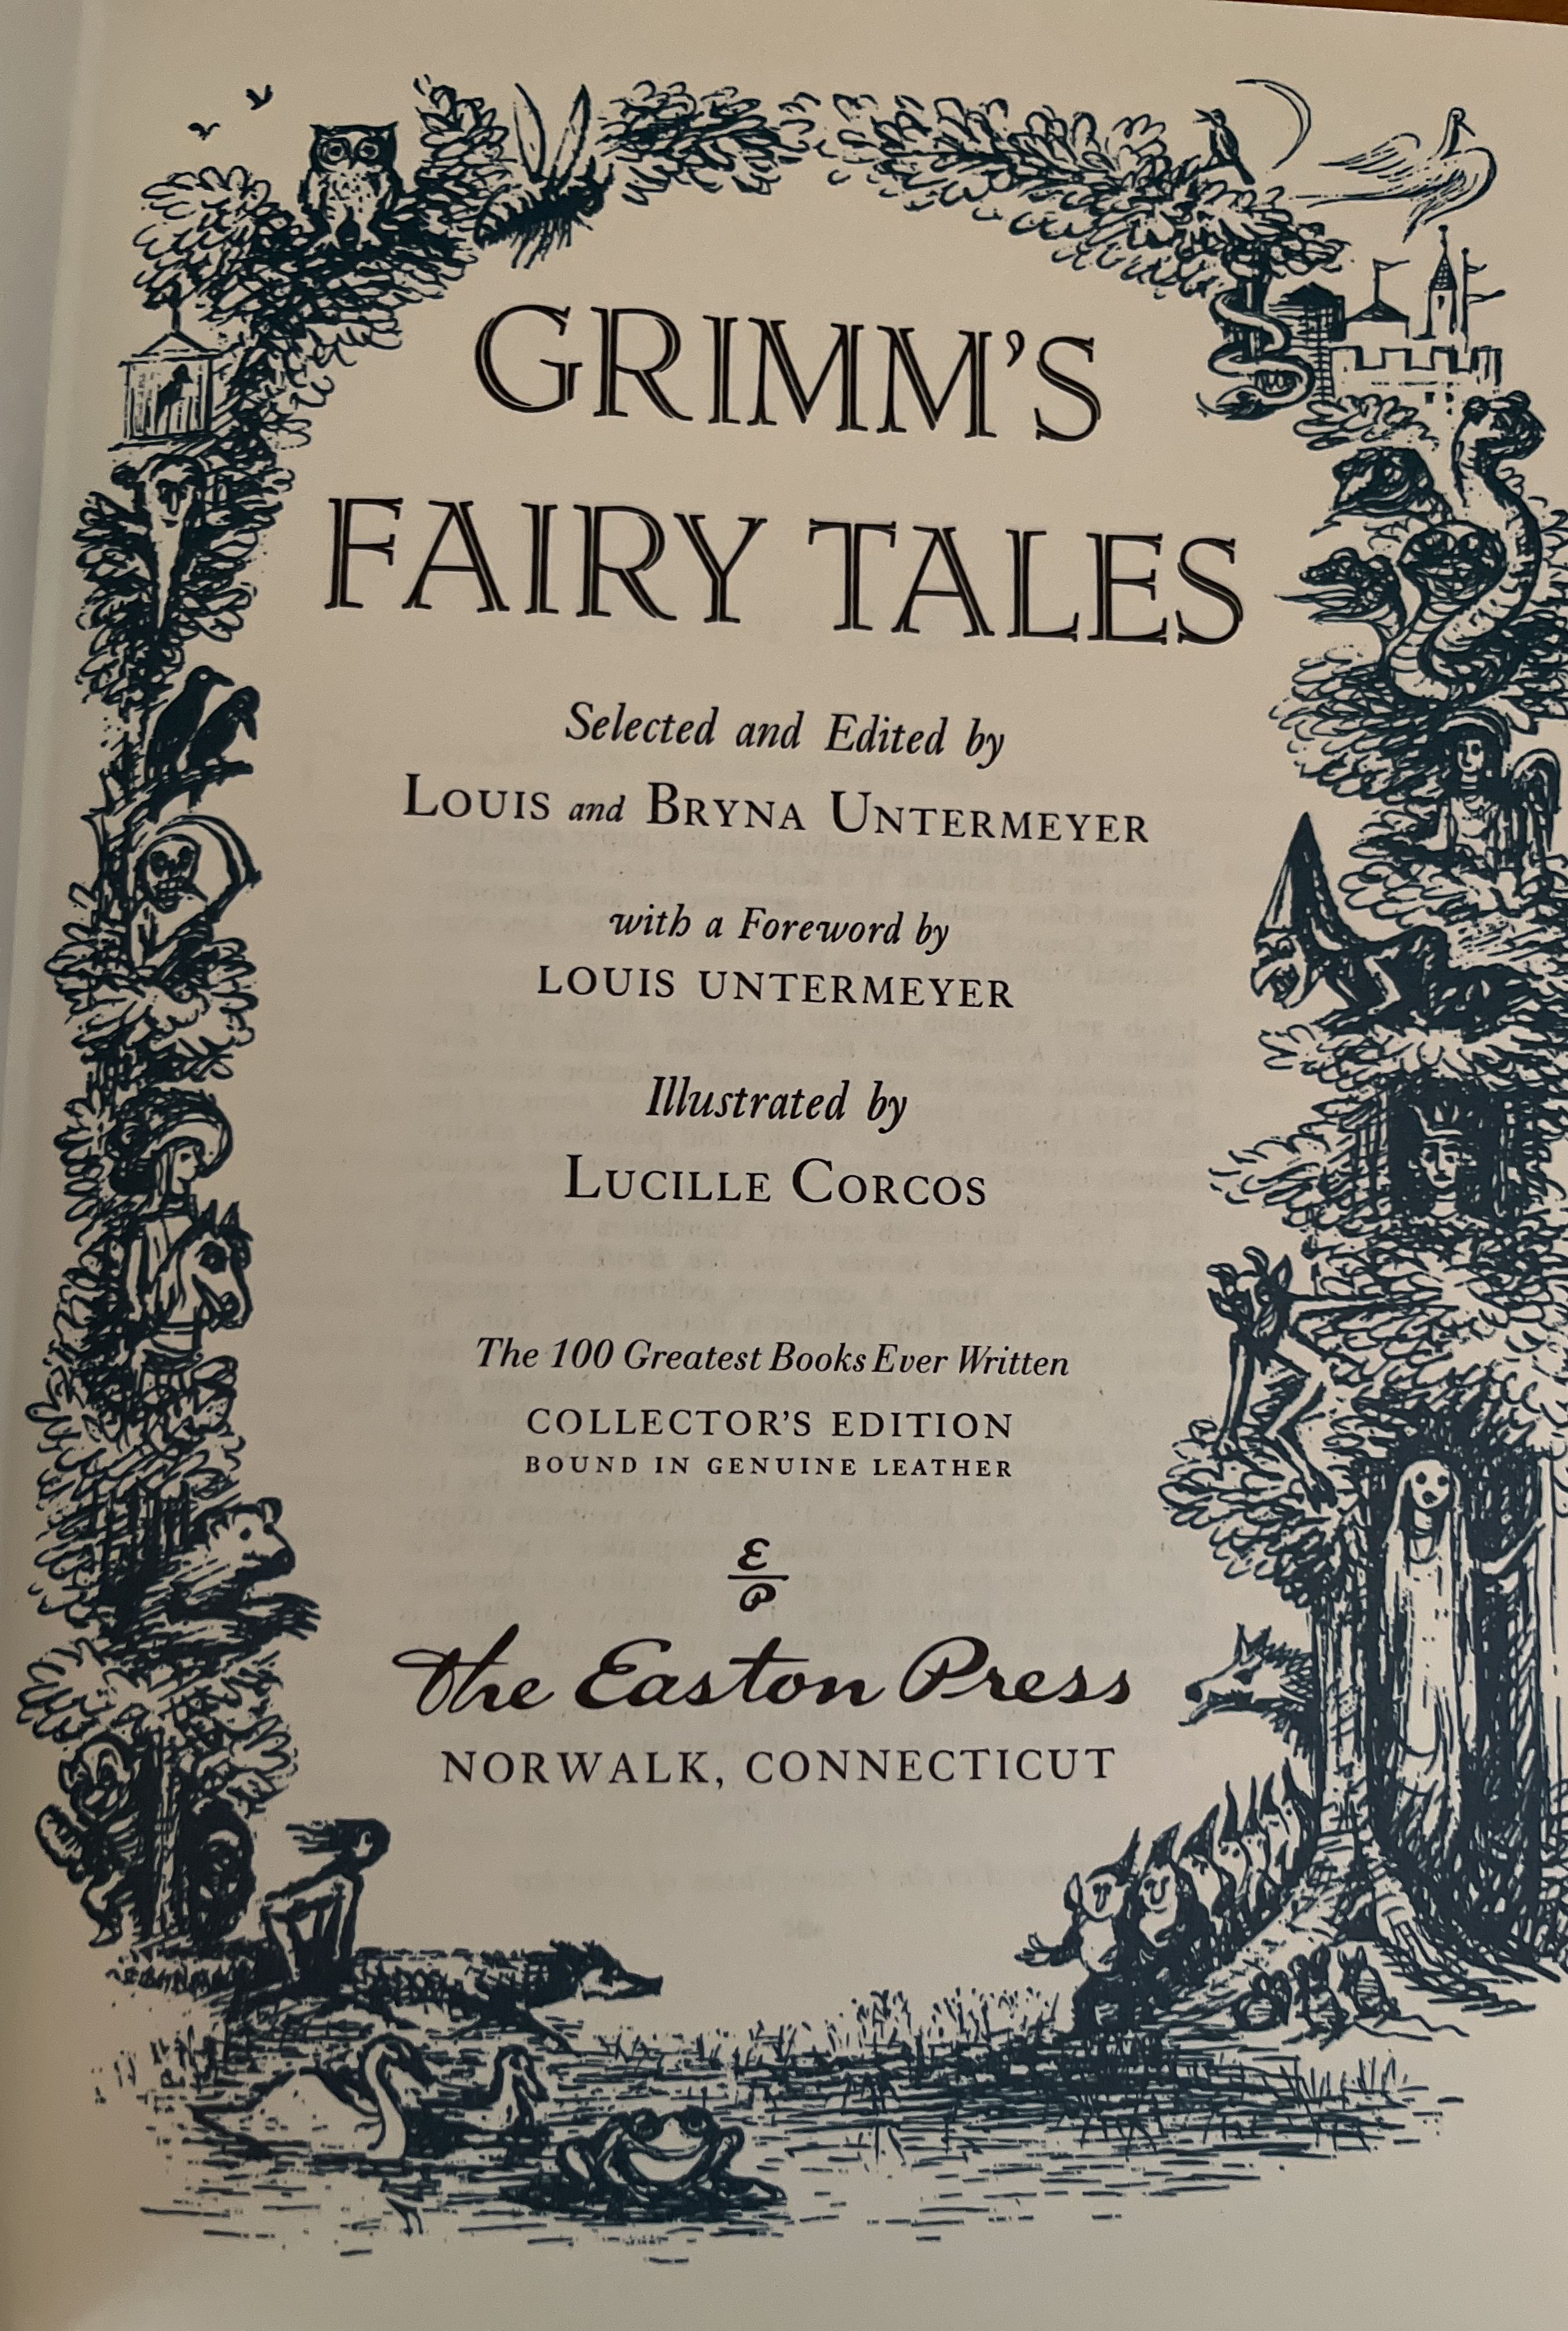 GRIMM'S
FAIRY TALES
Selected and Edited by
LOUIS and BRYNA UNTERMEYER
with a Foreword by
LOUIS UNTERMEYER
Illustrated by
LUCILLE CORCOS
The 100 Greatest Books Ever Written
COLLECTOR'S EDITION
BOUND IN GENUINE LEATHER
E
P
The Easton Press
NORWALK, CONNECTICUT